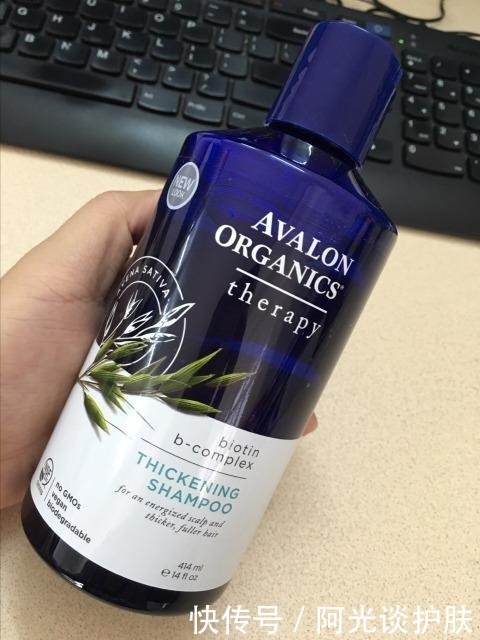 NEW
LOOK
AVALON
ORGANICS®
therapy
AVENA SATIVA
biotin
b-complex
THICKENING
SHAMPOO
for an energized scalp and
thicker, fuller hair
no GMOs
vegan
biodegradable
414 ml
℮ 14 fl oz
快传号 / 阿光谈护肤